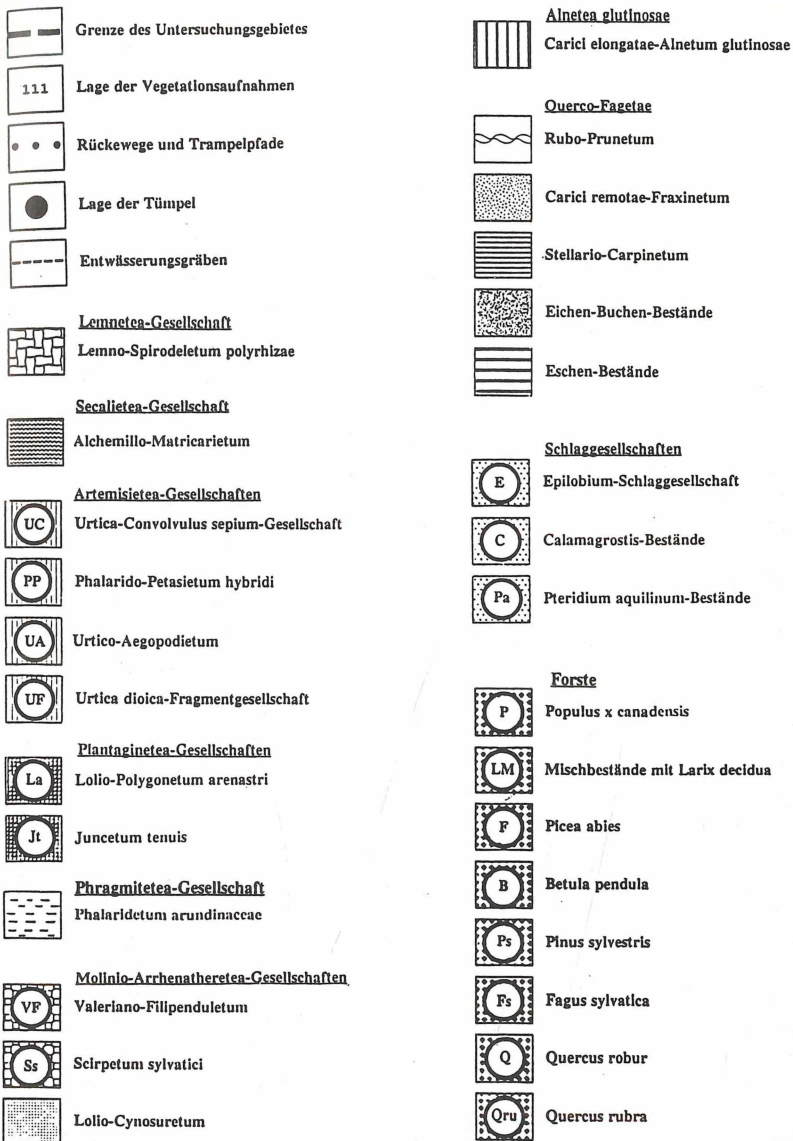 Grenze des Untersuchungsgebietes
111 Lage der Vegetationsaufnahmen
Rückewege und Trampelpfade
Lage der Tümpel
Entwässerungsgräben
Lemnetea-Gesellschaft
Lemno-Spirodeletum polyrhizae
Secalietea-Gesellschaft
Alchemillo-Matricarietum
Artemisietea-Gesellschaften
UC Urtica-Convolvulus sepium-Gesellschaft
PP Phalarido-Petasietum hybridi
UA Urtico-Aegopodietum
UF Urtica dioica-Fragmentgesellschaft
Plantaginetea-Gesellschaften
La Lolio-Polygonetum arenastri
Jt Juncetum tenuis
Phragmitetea-Gesellschaft
Phalaridetum arundinaceae
Molinio-Arrhenatheretea-Gesellschaften
VF Valeriano-Filipenduletum
Ss Scirpetum sylvatici
Lolio-Cynosuretum
Alnetea glutinosae
Carici elongatae-Alnetum glutinosae
Querco-Fagetae
Rubo-Prunetum
Carici remotae-Fraxinetum
Stellario-Carpinetum
Eichen-Buchen-Bestände
Eschen-Bestände
Schlaggesellschaften
E Epilobium-Schlaggesellschaft
C Calamagrostis-Bestände
Pa Pteridium aquilinum-Bestände
Forste
P Populus x canadensis
LM Mischbestände mit Larix decidua
F Picea abies
B Betula pendula
Ps Pinus sylvestris
Fs Fagus sylvatica
Q Quercus robur
Qru Quercus rubra